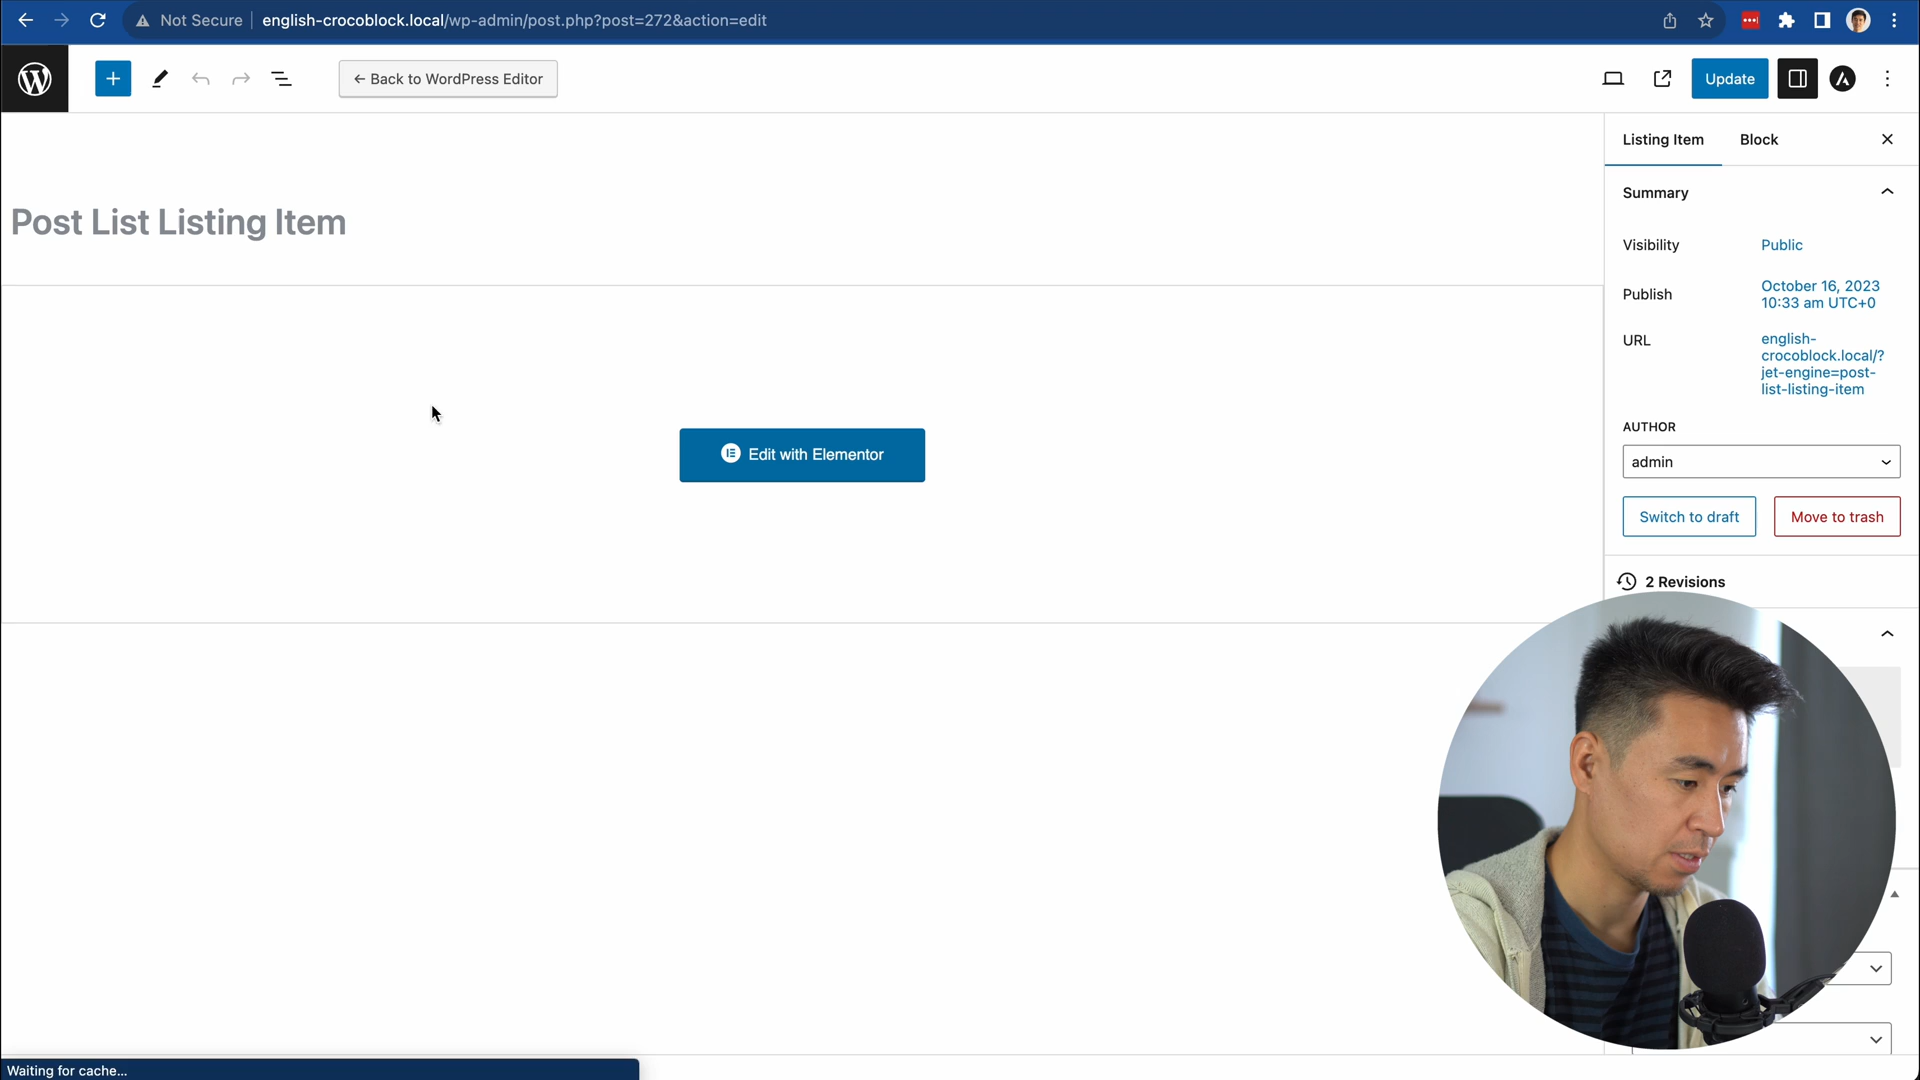 Not Secure
english-crocoblock.local/wp-admin/post.php?post=272&action=edit
← Back to WordPress Editor
Update
Post List Listing Item
Edit with Elementor
Listing Item
Block
Summary
Visibility
Public
Publish
October 16, 2023
10:33 am UTC+0
URL
english-
crocoblock.local/?
jet-engine=post-
list-listing-item
AUTHOR
admin
Switch to draft
Move to trash
2 Revisions
Waiting for cache...